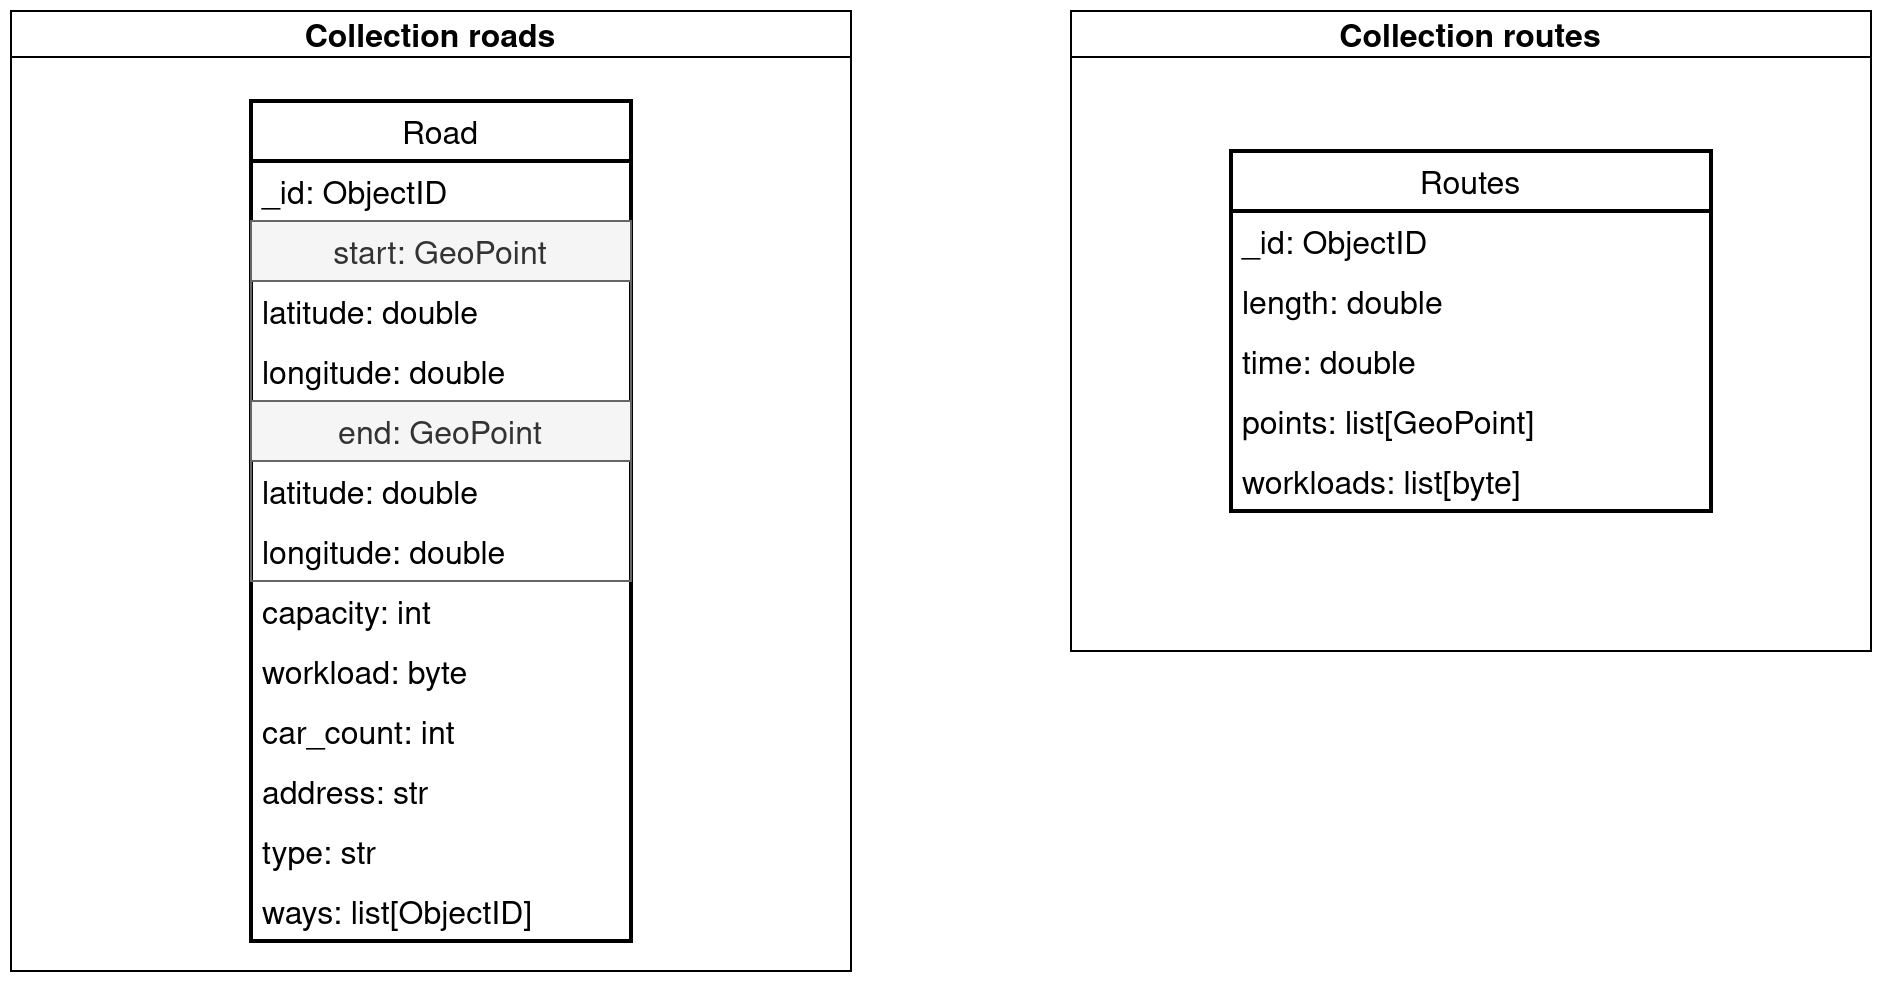 Collection roads
Road
_id: ObjectID
start: GeoPoint
latitude: double
longitude: double
end: GeoPoint
latitude: double
longitude: double
capacity: int
workload: byte
car_count: int
address: str
type: str
ways: list[ObjectID]
Collection routes
Routes
_id: ObjectID
length: double
time: double
points: list[GeoPoint]
workloads: list[byte]